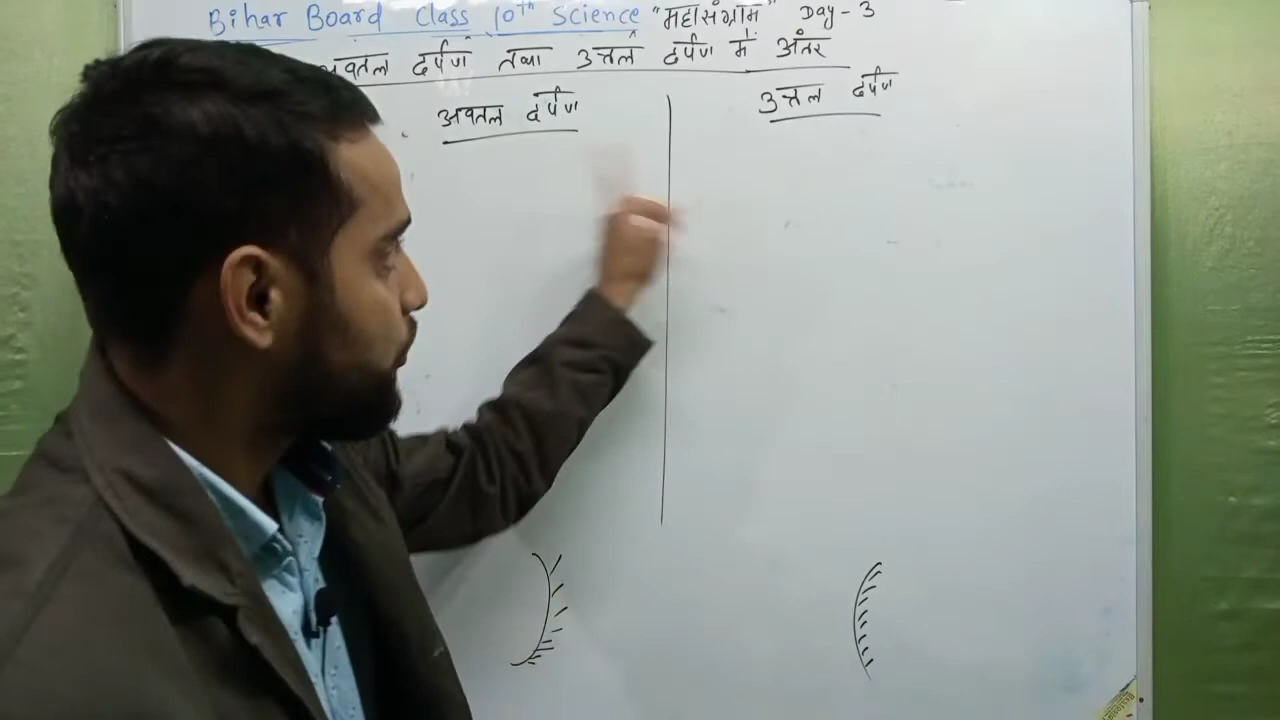 Bihar Board Class 10th Science "महासंग्राम" Day - 3
अवतल दर्पण तथा उत्तल दर्पण में अंतर
अवतल दर्पण
उत्तल दर्पण